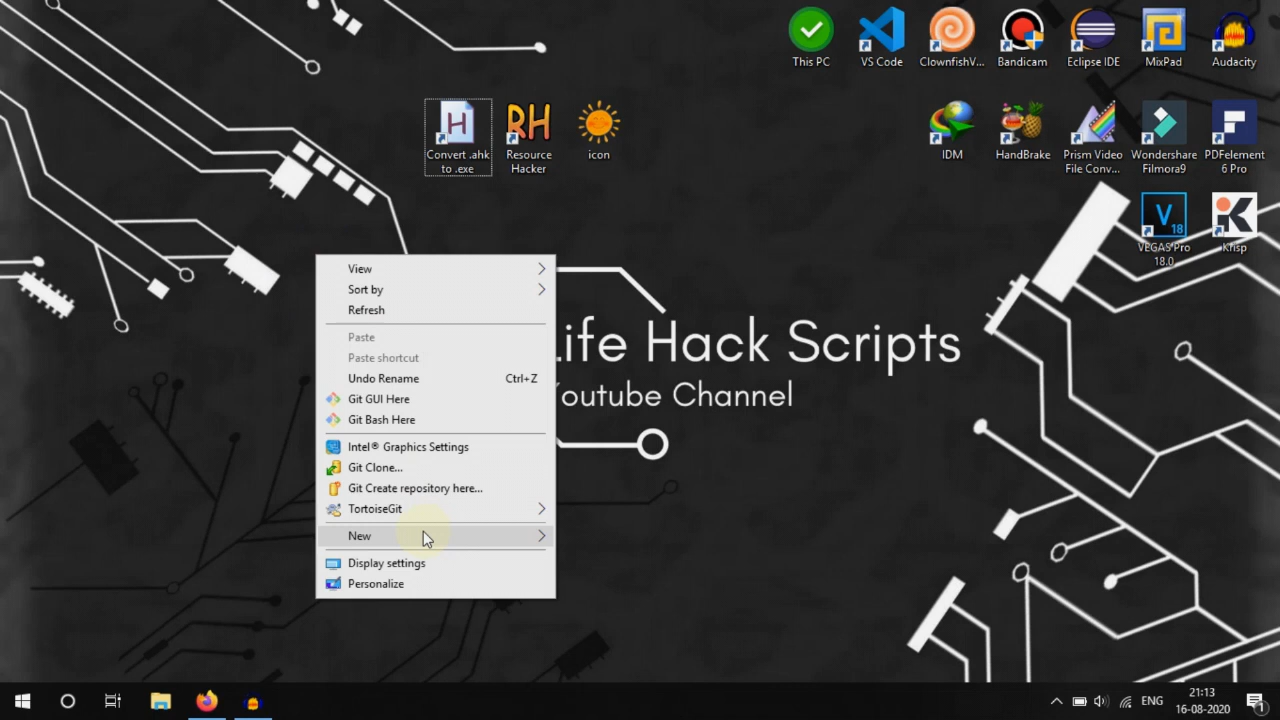 This PC
VS Code
ClownfishV...
Bandicam
Eclipse IDE
MixPad
Audacity
Convert .ahk
to .exe
Resource
Hacker
icon
IDM
HandBrake
Prism Video
File Conv...
Wondershare
Filmora9
PDFelement
6 Pro
VEGAS Pro
18.0
Krisp
View
Sort by
Refresh
Paste
Paste shortcut
Undo Rename Ctrl+Z
Git GUI Here
Git Bash Here
Intel® Graphics Settings
Git Clone...
Git Create repository here...
TortoiseGit
New
Display settings
Personalize
Life Hack Scripts
Youtube Channel
ENG
21:13
16-08-2020
1